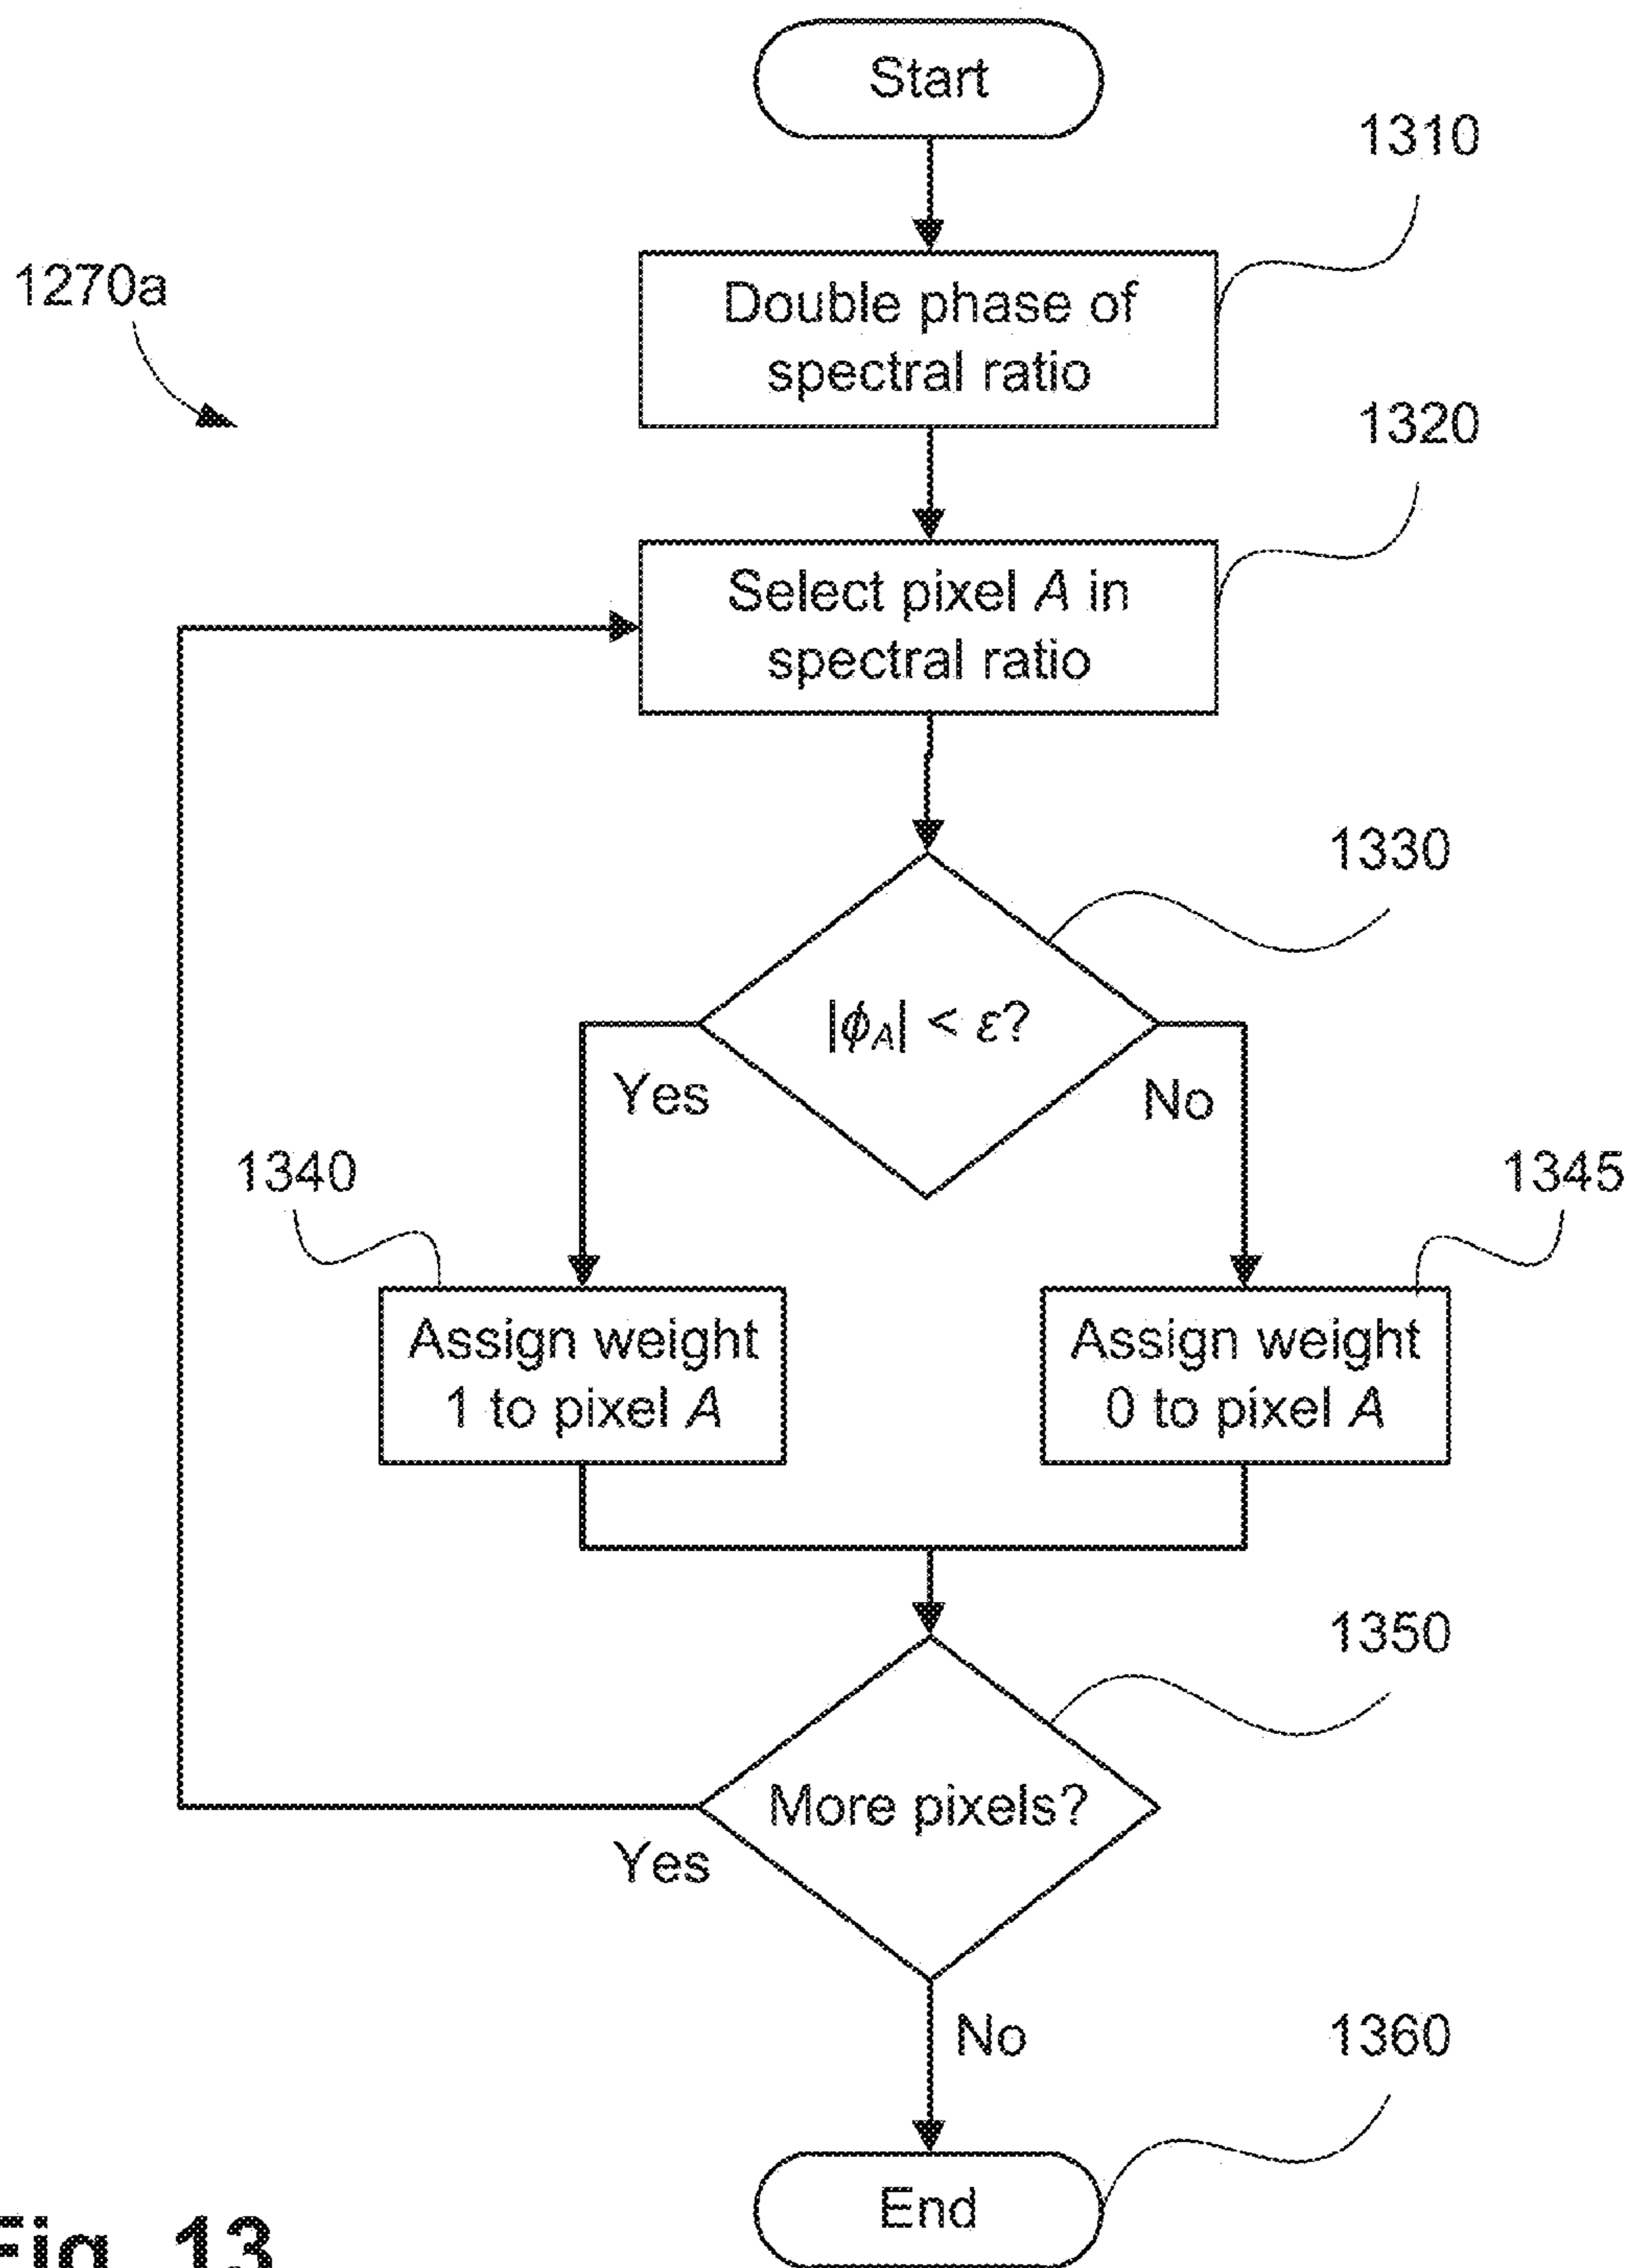 Start
1310
1270a
Double phase of
spectral ratio
1320
Select pixel A in
spectral ratio
1330
|ϕA| < ε?
Yes
No
1340
1345
Assign weight
1 to pixel A
Assign weight
0 to pixel A
1350
More pixels?
Yes
No
1360
End
Fig. 13